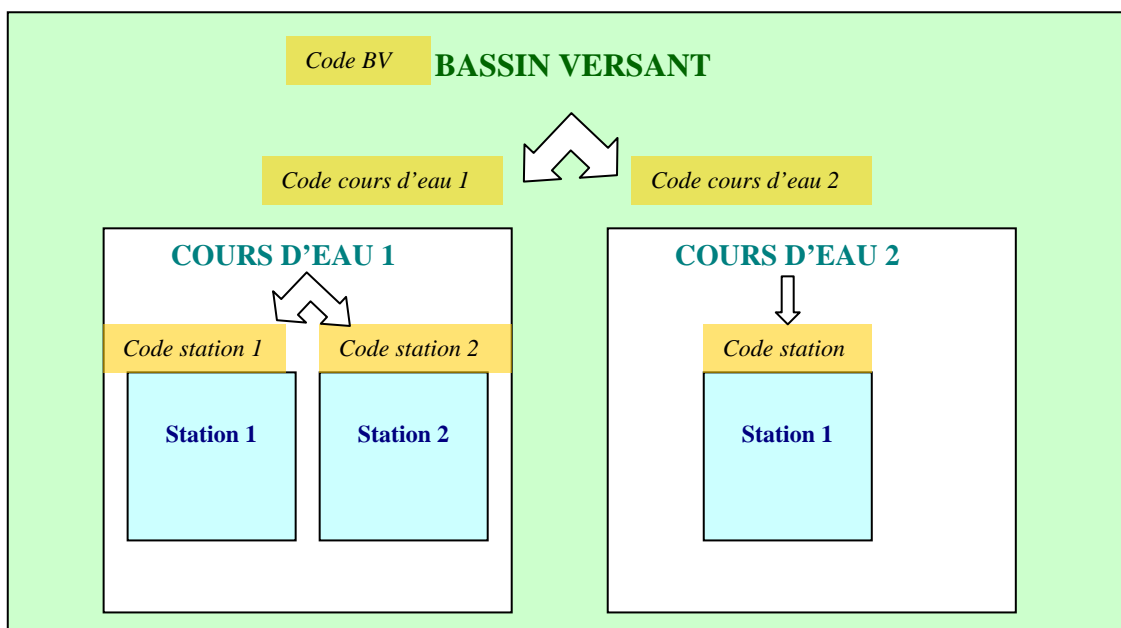 Code BV
BASSIN VERSANT
Code cours d’eau 1
Code cours d’eau 2
COURS D’EAU 1
COURS D’EAU 2
Code station 1
Code station 2
Code station
Station 1
Station 2
Station 1